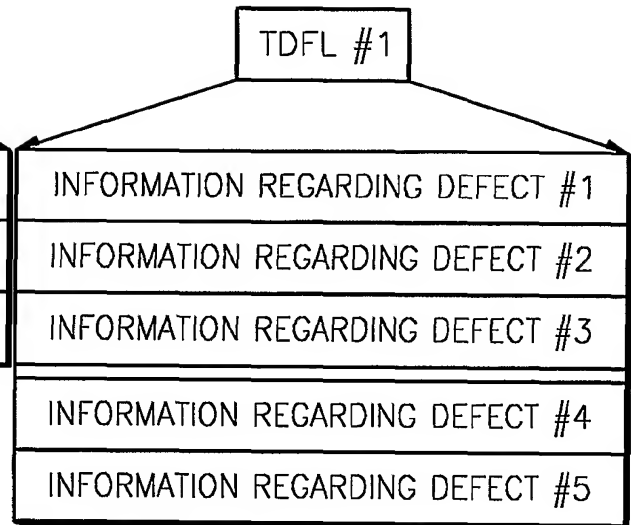 TDFL #1
INFORMATION REGARDING DEFECT #1
INFORMATION REGARDING DEFECT #2
INFORMATION REGARDING DEFECT #3
INFORMATION REGARDING DEFECT #4
INFORMATION REGARDING DEFECT #5